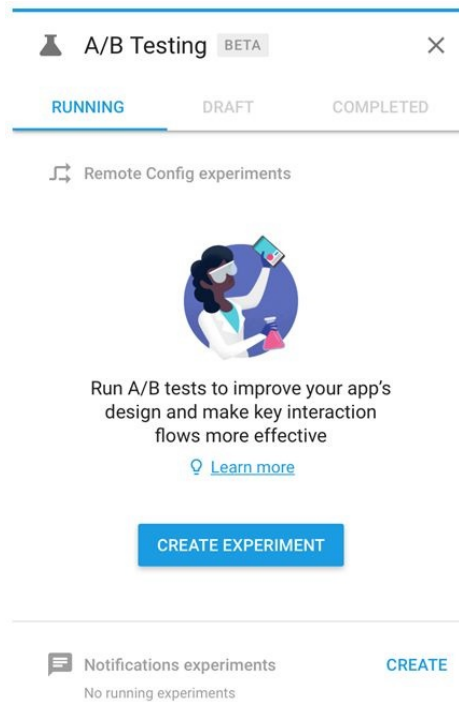 A/B Testing BETA
RUNNING DRAFT COMPLETED
Remote Config experiments
Run A/B tests to improve your app's
design and make key interaction
flows more effective
Learn more
CREATE EXPERIMENT
Notifications experiments CREATE
No running experiments